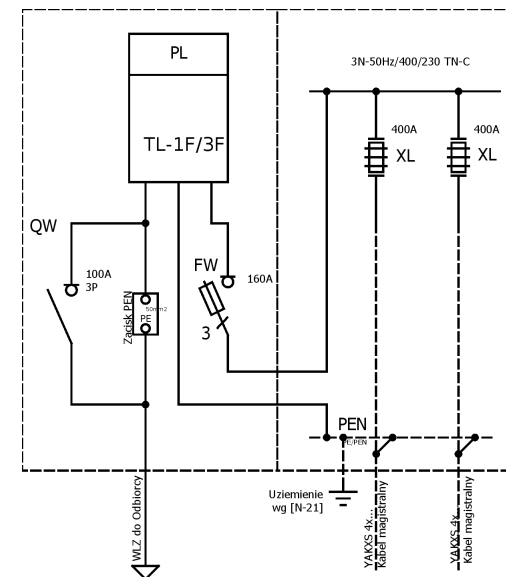 PL
TL-1F/3F
3N-50Hz/400/230 TN-C
400A
XL
400A
XL
QW
100A
3P
Zacisk PEN
50mm2
PE
FW
160A
3
PEN
PE/PEN
Uziemienie
wg [N-21]
WLZ do Odbiorcy
YAKXS 4x...
Kabel magistralny
YAKXS 4x...
Kabel magistralny